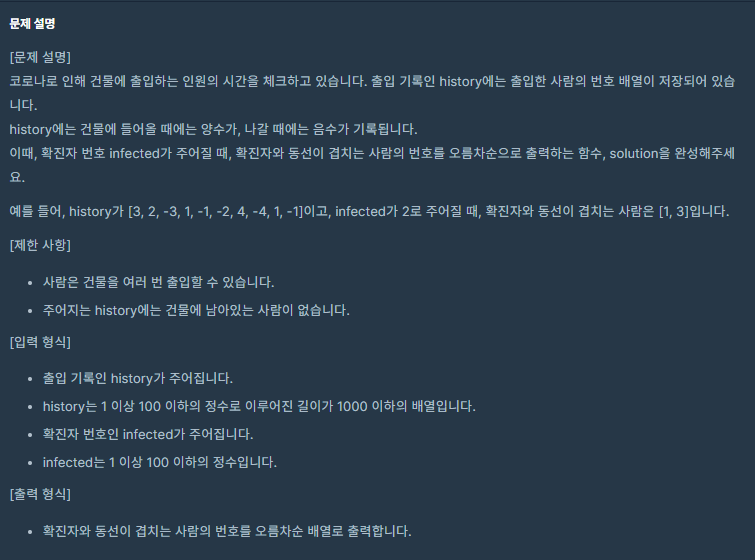 문제 설명
[문제 설명]
코로나로 인해 건물에 출입하는 인원의 시간을 체크하고 있습니다. 출입 기록인 history에는 출입한 사람의 번호 배열이 저장되어 있습
니다.
history에는 건물에 들어올 때에는 양수가, 나갈 때에는 음수가 기록됩니다.
이때, 확진자 번호 infected가 주어질 때, 확진자와 동선이 겹치는 사람의 번호를 오름차순으로 출력하는 함수, solution을 완성해주세
요.
예를 들어, history가 [3, 2, -3, 1, -1, -2, 4, -4, 1, -1]이고, infected가 2로 주어질 때, 확진자와 동선이 겹치는 사람은 [1, 3]입니다.
[제한 사항]
• 사람은 건물을 여러 번 출입할 수 있습니다.
• 주어지는 history에는 건물에 남아있는 사람이 없습니다.
[입력 형식]
• 출입 기록인 history가 주어집니다.
• history는 1 이상 100 이하의 정수로 이루어진 길이가 1000 이하의 배열입니다.
• 확진자 번호인 infected가 주어집니다.
• infected는 1 이상 100 이하의 정수입니다.
[출력 형식]
• 확진자와 동선이 겹치는 사람의 번호를 오름차순 배열로 출력합니다.